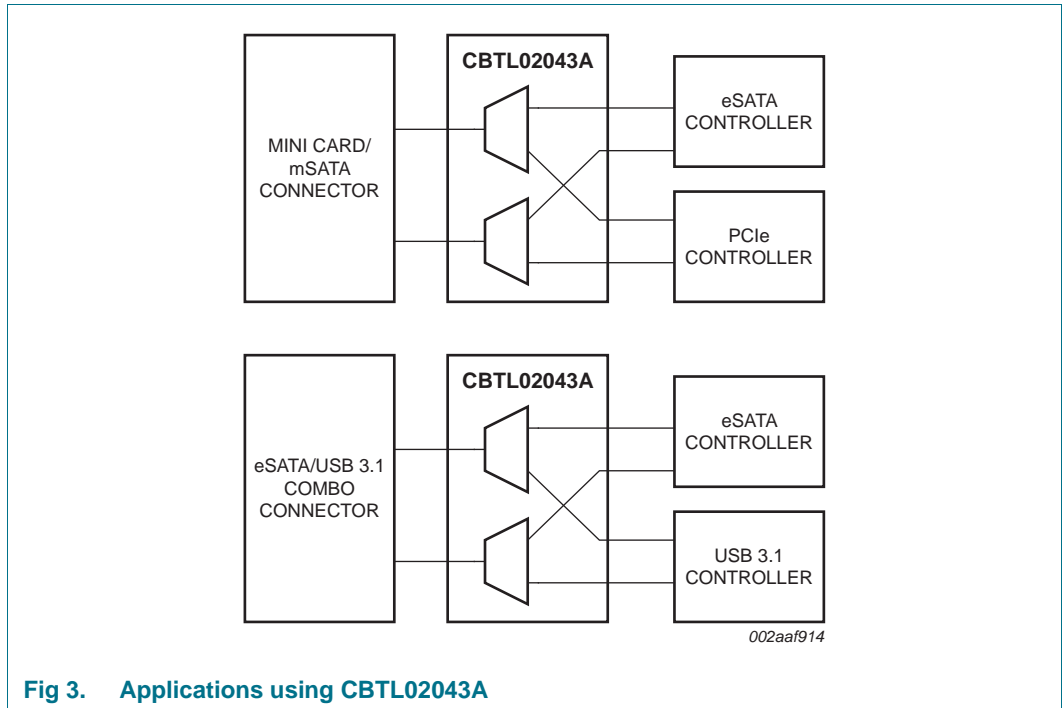 CBTL02043A
MINI CARD/
mSATA
CONNECTOR
eSATA
CONTROLLER
PCIe
CONTROLLER
CBTL02043A
eSATA/USB 3.1
COMBO
CONNECTOR
eSATA
CONTROLLER
USB 3.1
CONTROLLER
002aaf914
Fig 3. Applications using CBTL02043A